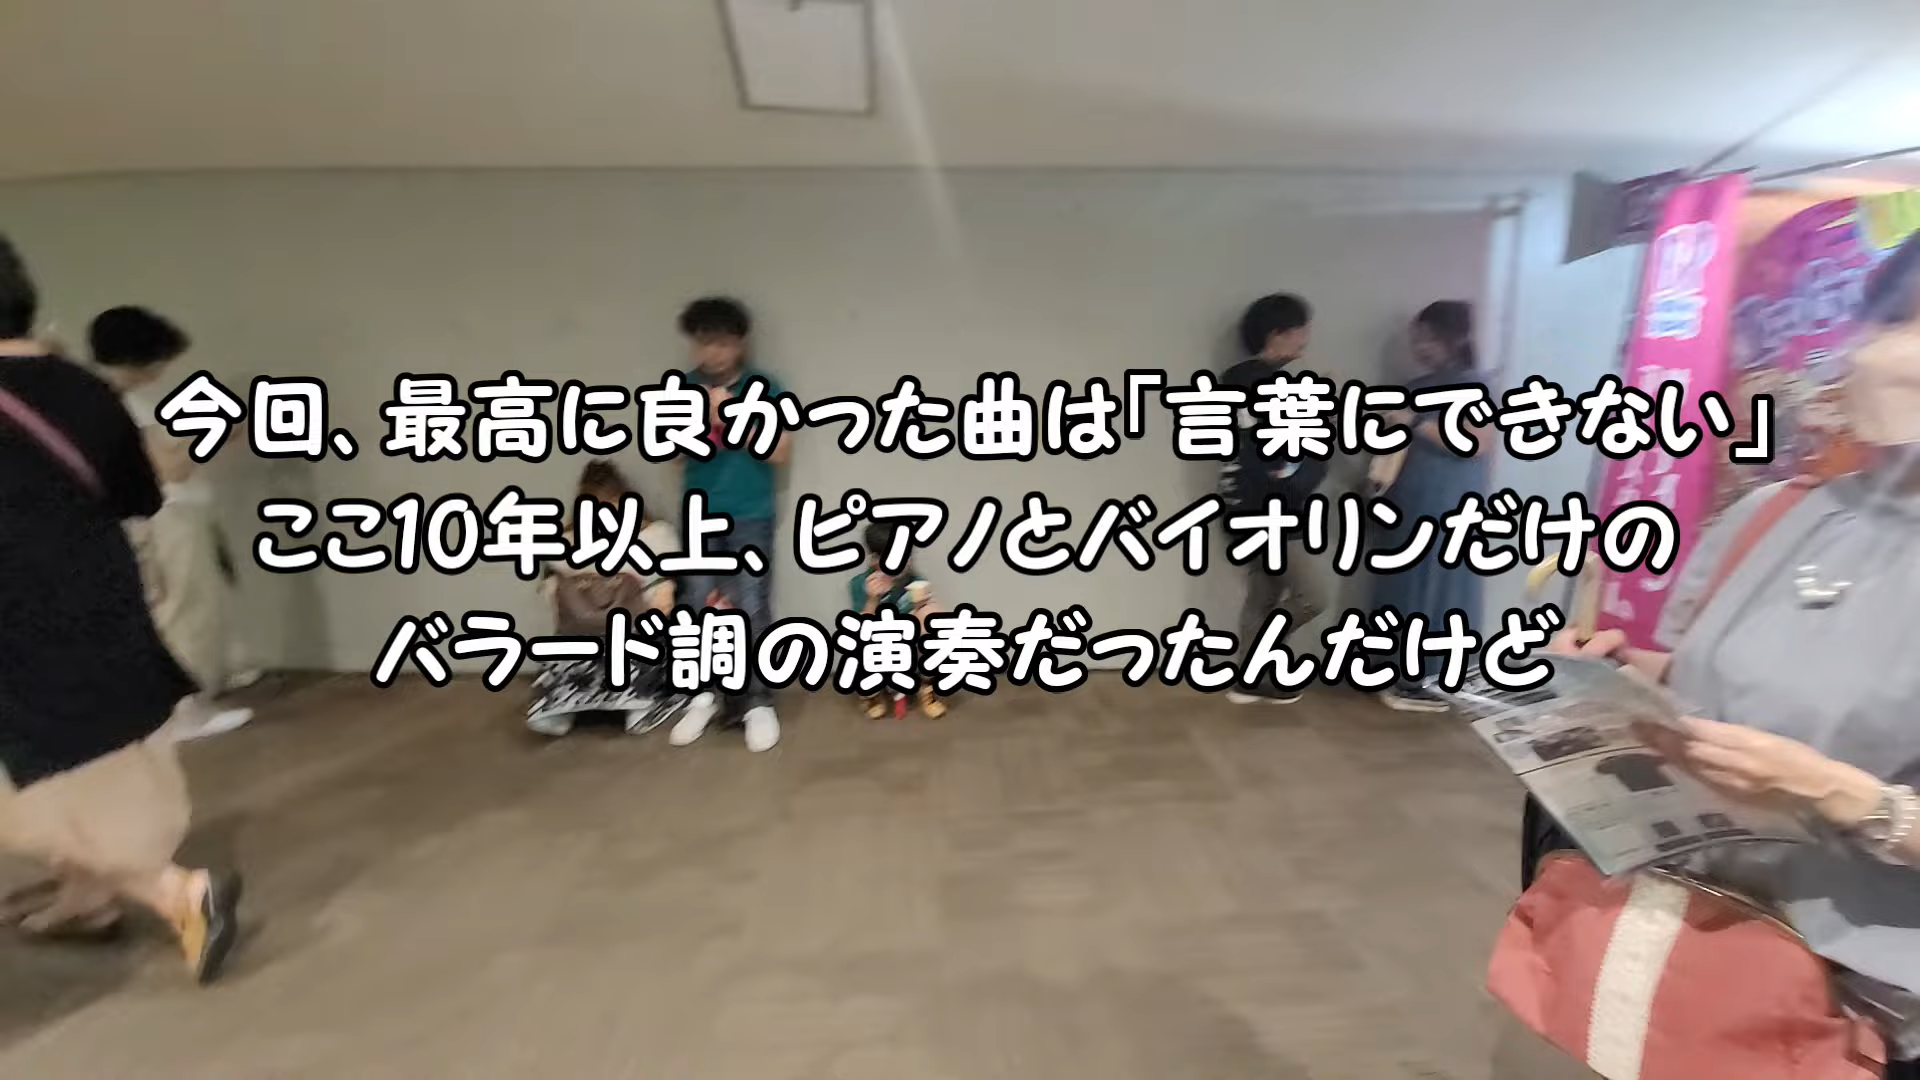 今回、最高に良かった曲は「言葉にできない」
ここ10年以上、ピアノとバイオリンだけの
バラード調の演奏だったんだけど